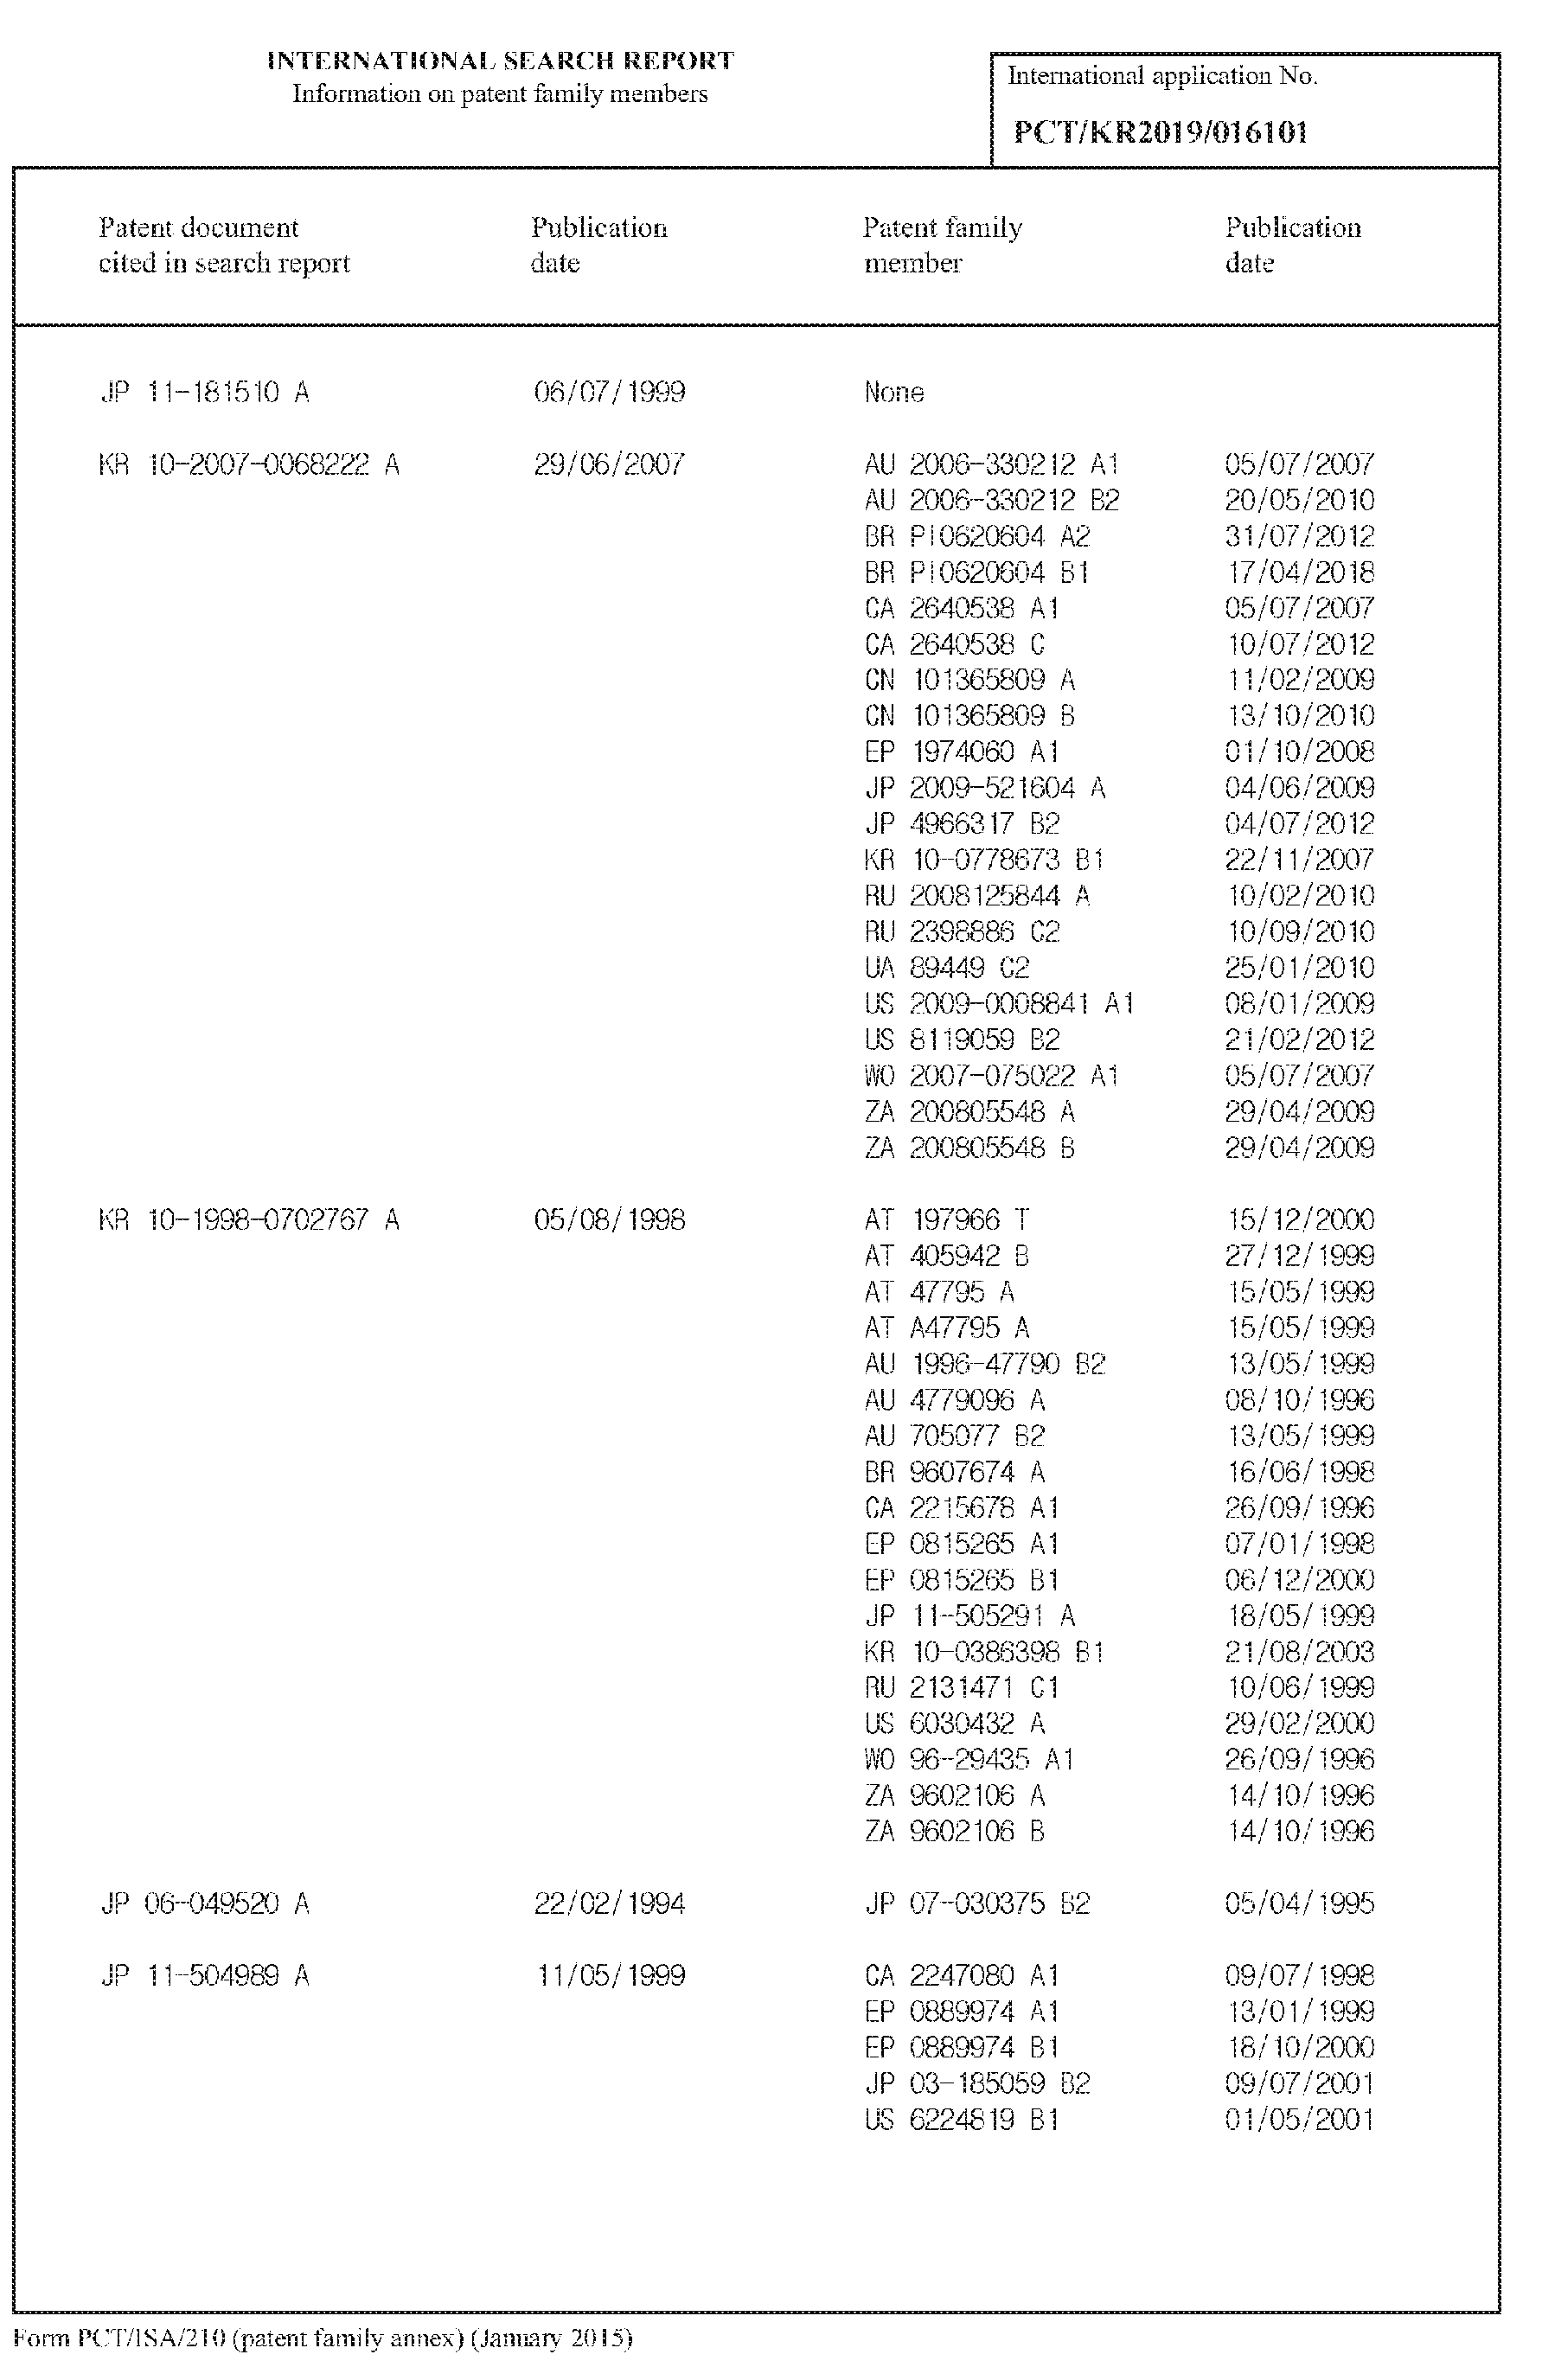 INTERNATIONAL SEARCH REPORT
Information on patent family members
International application No.
PCT/KR2019/016101
Patent document cited in search report	Publication date	Patent family member	Publication date
JP 11-181510 A	06/07/1999	None
KR 10-2007-0068222 A	29/06/2007	AU 2006-330212 A1	05/07/2007
AU 2006-330212 B2	20/05/2010
BR PI0620604 A2	31/07/2012
BR PI0620604 B1	17/04/2018
CA 2640538 A1	05/07/2007
CA 2640538 C	10/07/2012
CN 101365809 A	11/02/2009
CN 101365809 B	13/10/2010
EP 1974060 A1	01/10/2008
JP 2009-521604 A	04/06/2009
JP 4966317 B2	04/07/2012
KR 10-0778673 B1	22/11/2007
RU 2008125844 A	10/02/2010
RU 2398886 C2	10/09/2010
UA 89449 C2	25/01/2010
US 2009-0008841 A1	08/01/2009
US 8119059 B2	21/02/2012
WO 2007-075022 A1	05/07/2007
ZA 200805548 A	29/04/2009
ZA 200805548 B	29/04/2009
KR 10-1998-0702767 A	05/08/1998	AT 197966 T	15/12/2000
AT 405942 B	27/12/1999
AT 47795 A	15/05/1999
AT A47795 A	15/05/1999
AU 1996-47790 B2	13/05/1999
AU 4779096 A	08/10/1996
AU 705077 B2	13/05/1999
BR 9607674 A	16/06/1998
CA 2215678 A1	26/09/1996
EP 0815265 A1	07/01/1998
EP 0815265 B1	06/12/2000
JP 11-505291 A	18/05/1999
KR 10-0386398 B1	21/08/2003
RU 2131471 C1	10/06/1999
US 6030432 A	29/02/2000
WO 96-29435 A1	26/09/1996
ZA 9602106 A	14/10/1996
ZA 9602106 B	14/10/1996
JP 06-049520 A	22/02/1994	JP 07-030375 B2	05/04/1995
JP 11-504989 A	11/05/1999	CA 2247080 A1	09/07/1998
EP 0889974 A1	13/01/1999
EP 0889974 B1	18/10/2000
JP 03-185059 B2	09/07/2001
US 6224819 B1	01/05/2001
Form PCT/ISA/210 (patent family annex) (January 2015)